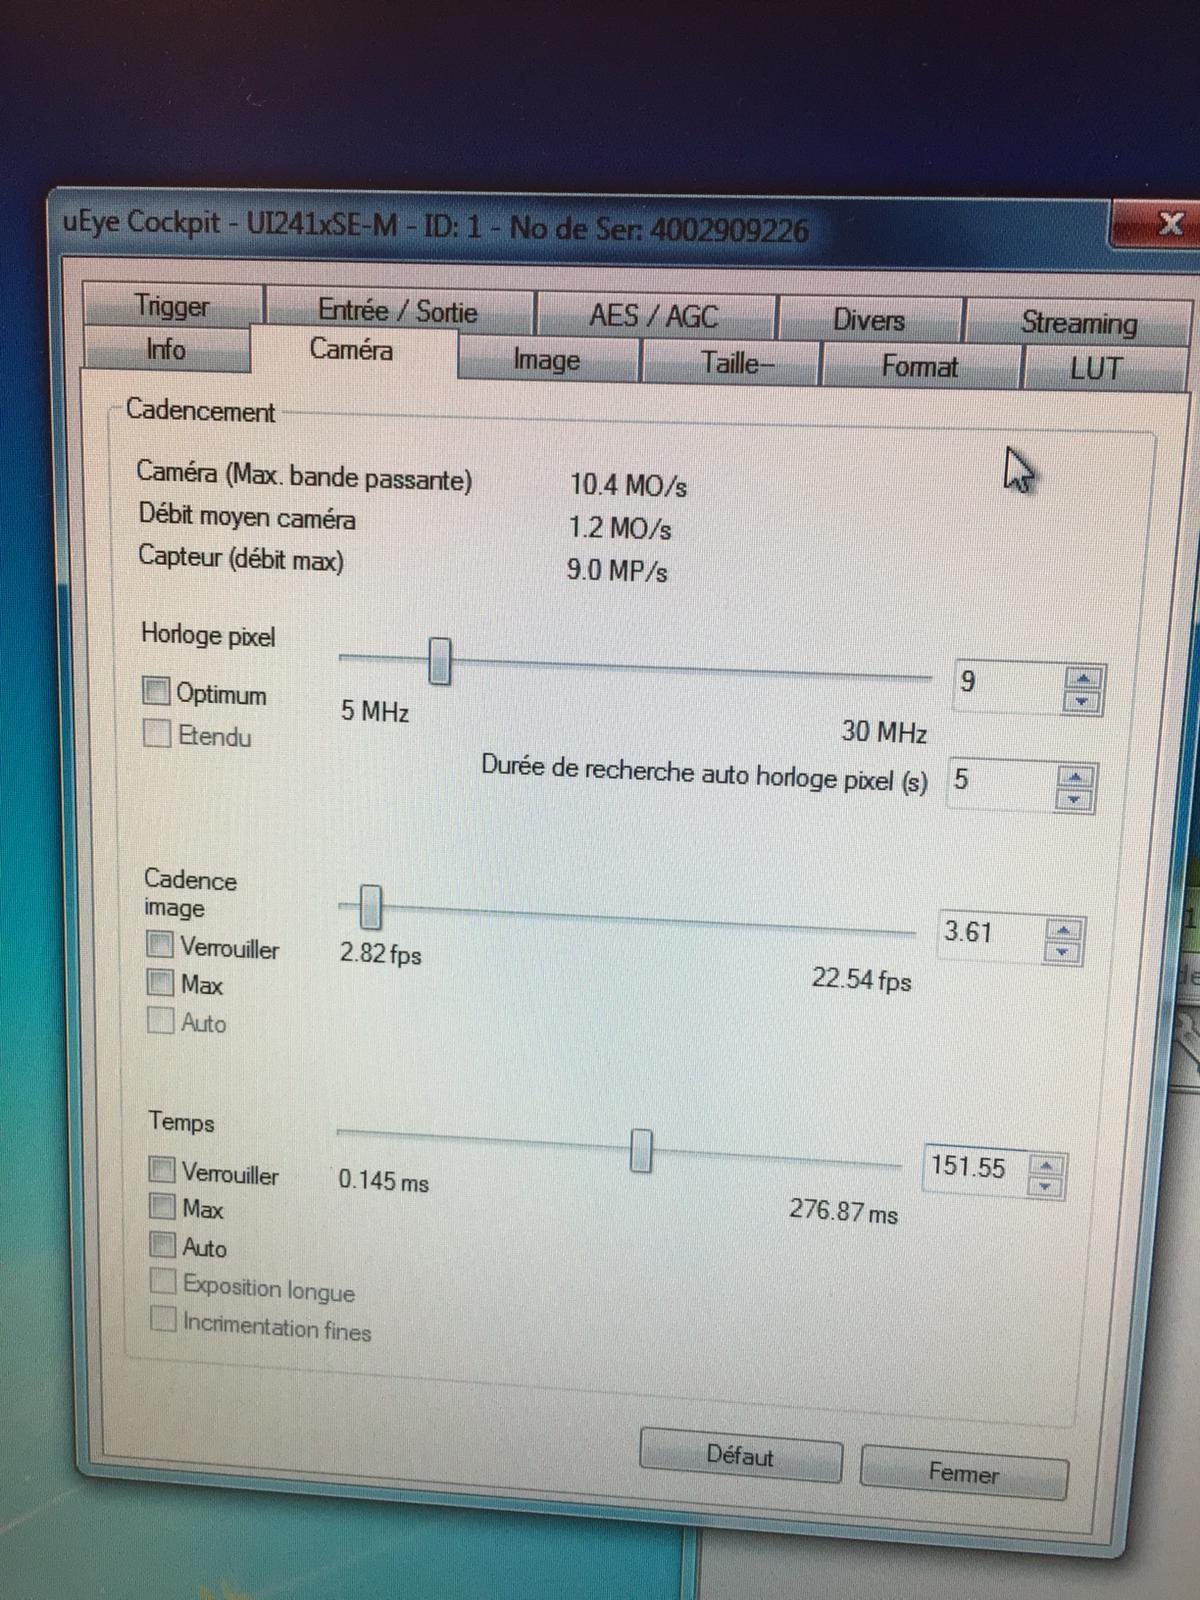 uEye Cockpit - UI241xSE-M - ID: 1 - No de Ser: 4002909226
Trigger Entrée / Sortie AES / AGC Divers Streaming
Info Caméra Image Taille– Format LUT
Cadencement
Caméra (Max. bande passante) 10.4 MO/s
Débit moyen caméra 1.2 MO/s
Capteur (débit max) 9.0 MP/s
Horloge pixel 9
Optimum 5 MHz 30 MHz
Etendu
Durée de recherche auto horloge pixel (s) 5
Cadence
image 3.61
Verrouiller 2.82 fps 22.54 fps
Max
Auto
Temps 151.55
Verrouiller 0.145 ms 276.87 ms
Max
Auto
Exposition longue
Incrimentation fines
Défaut Fermer